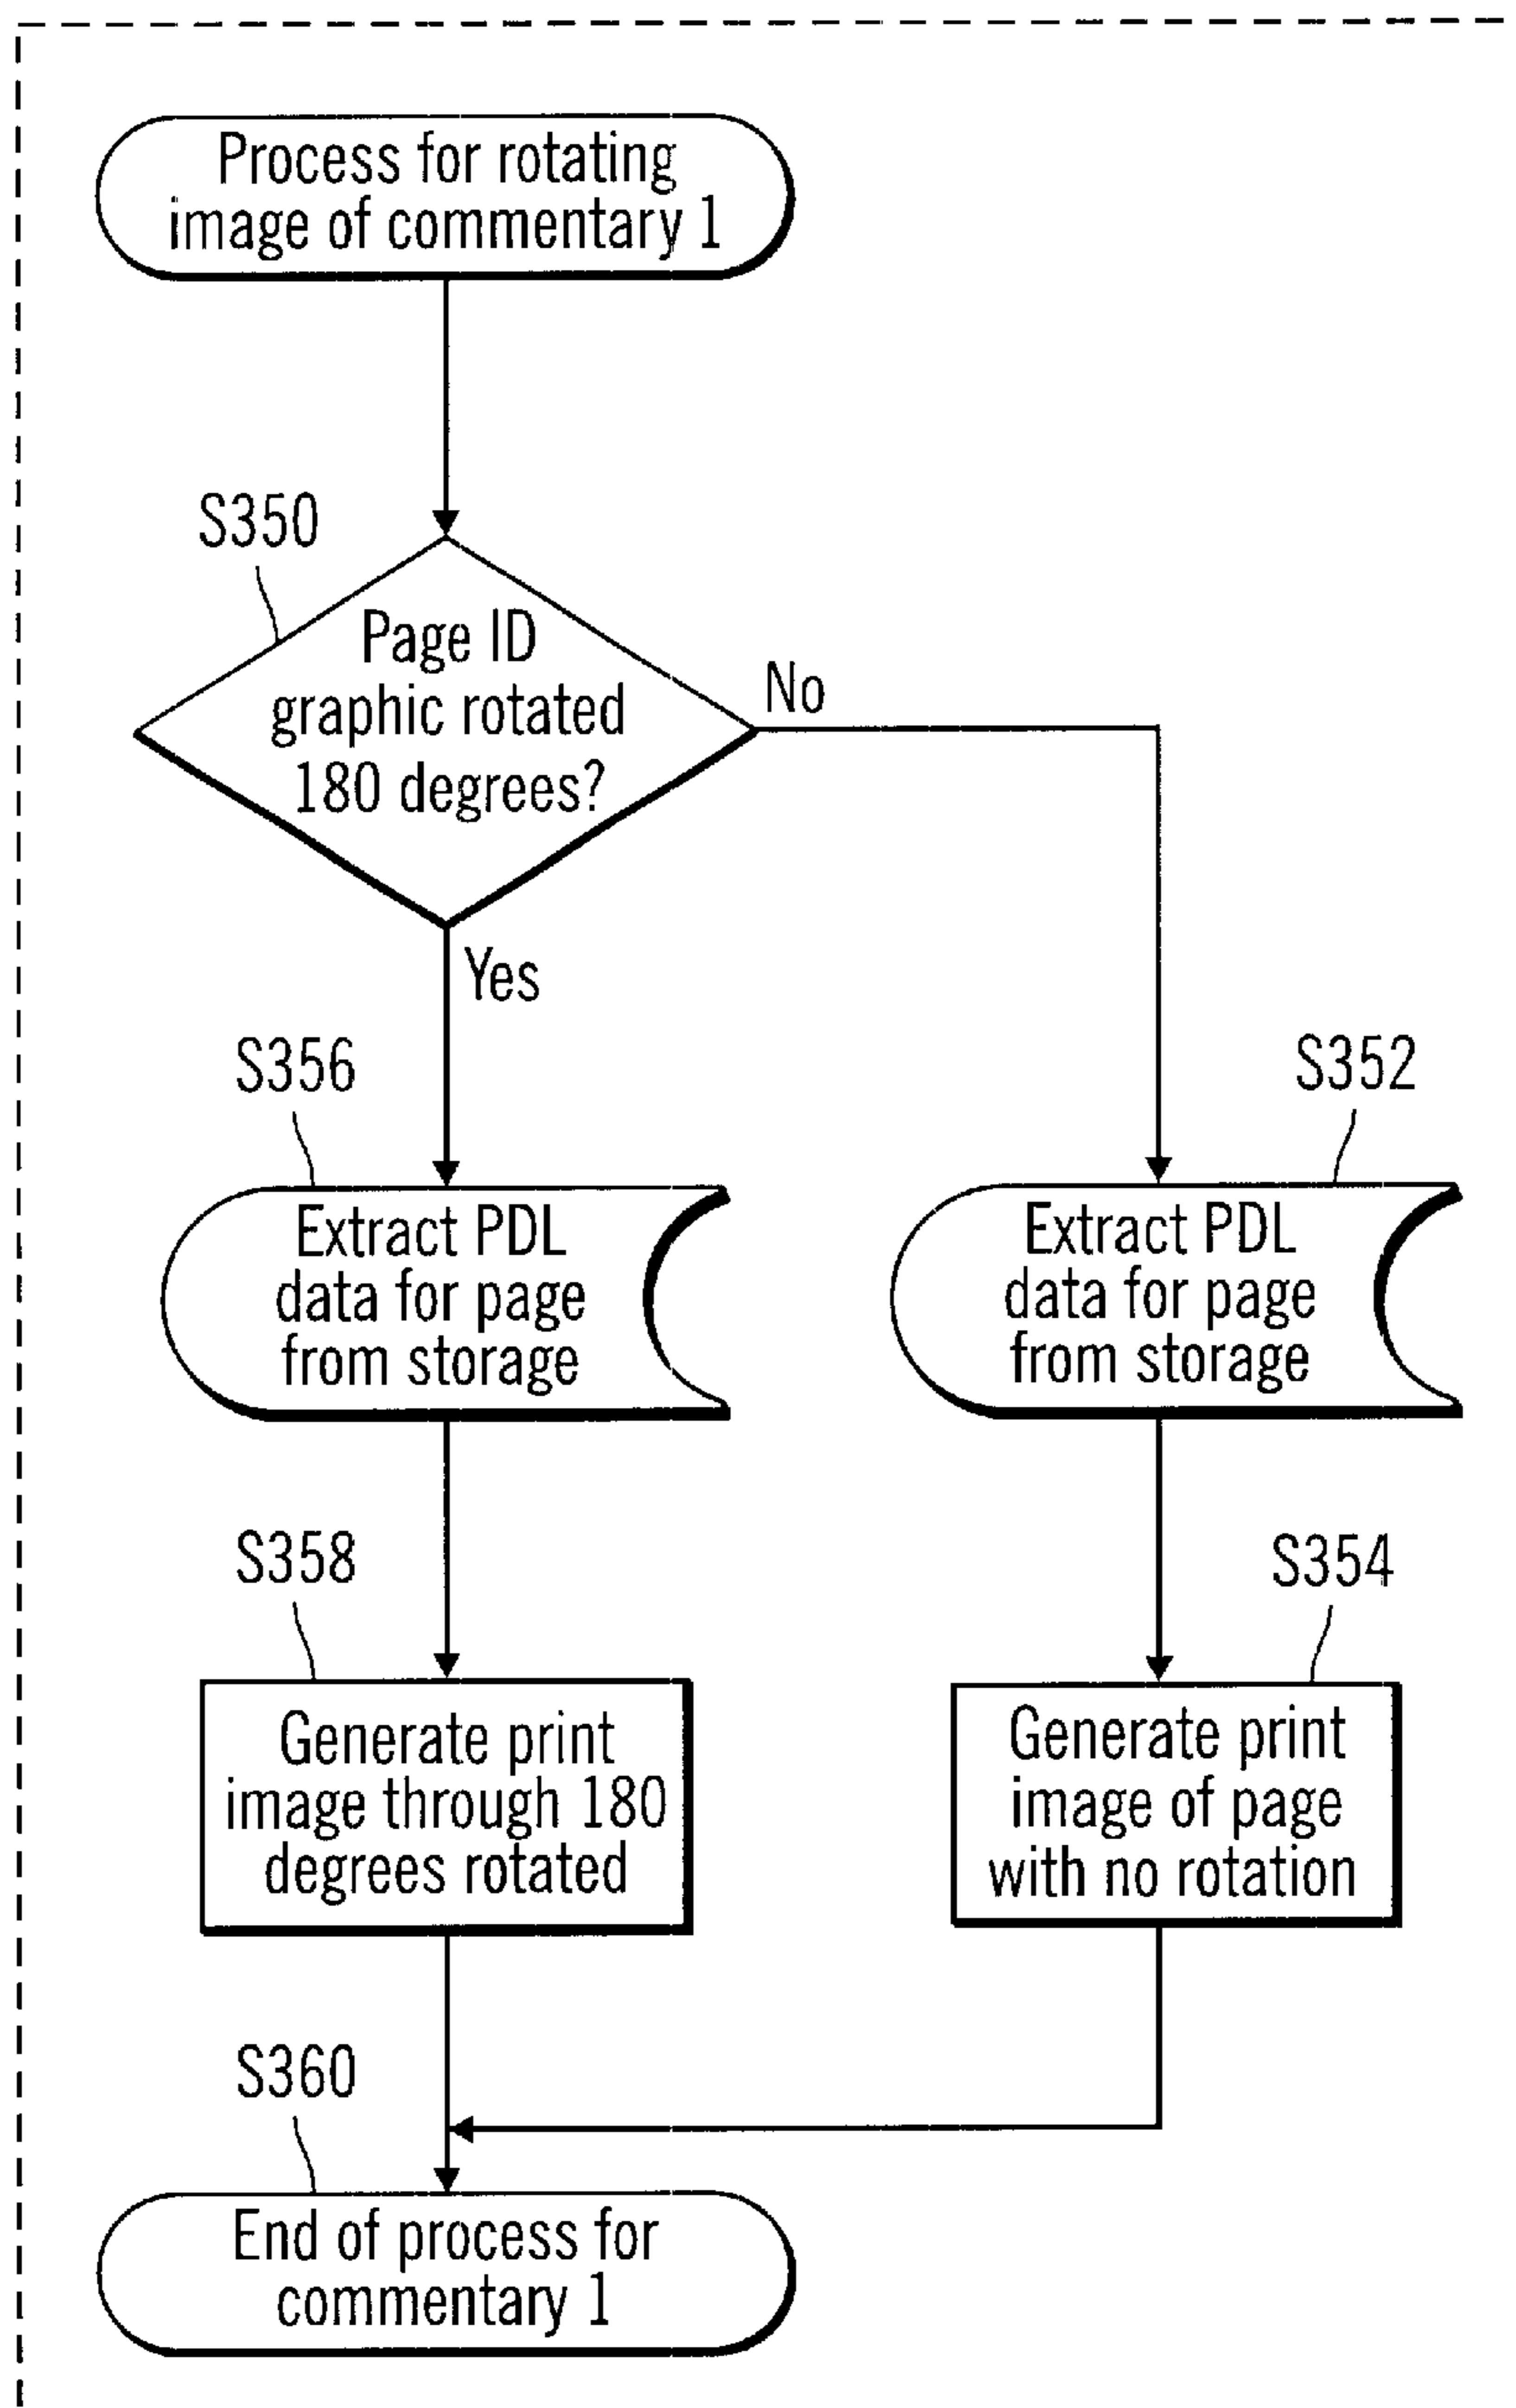 Process for rotating
image of commentary 1
S350
Page ID
graphic rotated
180 degrees?
No
Yes
S356
Extract PDL
data for page
from storage
S352
Extract PDL
data for page
from storage
S358
Generate print
image through 180
degrees rotated
S354
Generate print
image of page
with no rotation
S360
End of process for
commentary 1